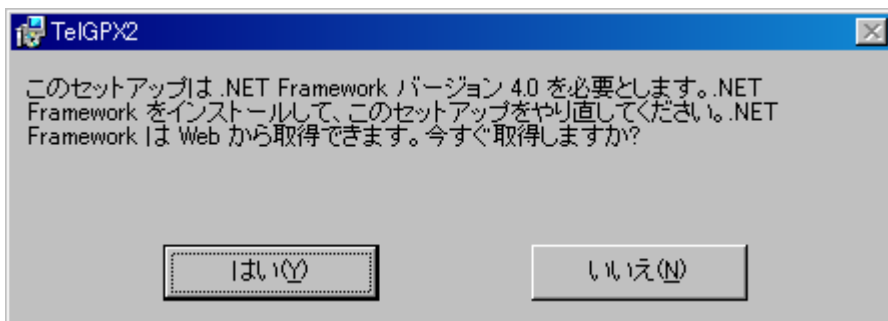 TelGPX2
このセットアップは .NET Framework バージョン 4.0 を必要とします。.NET
Framework をインストールして、このセットアップをやり直してください。.NET
Framework は Web から取得できます。今すぐ取得しますか?
はい(Y)
いいえ(N)